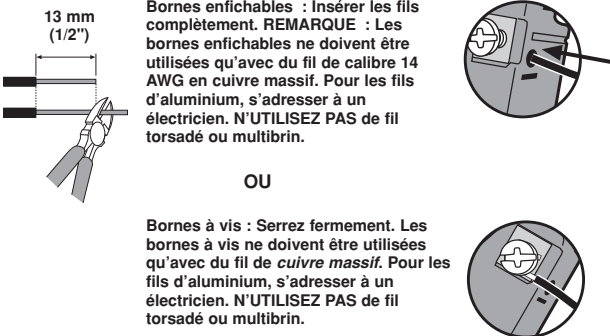 13 mm
(1/2")
Bornes enfichables : Insérer les fils
complètement. REMARQUE : Les
bornes enfichables ne doivent être
utilisées qu'avec du fil de calibre 14
AWG en cuivre massif. Pour les fils
d'aluminium, s'adresser à un
électricien. N'UTILISEZ PAS de fil
torsadé ou multibrin.
OU
Bornes à vis : Serrez fermement. Les
bornes à vis ne doivent être utilisées
qu'avec du fil de cuivre massif. Pour les
fils d'aluminium, s'adresser à un
électricien. N'UTILISEZ PAS de fil
torsadé ou multibrin.